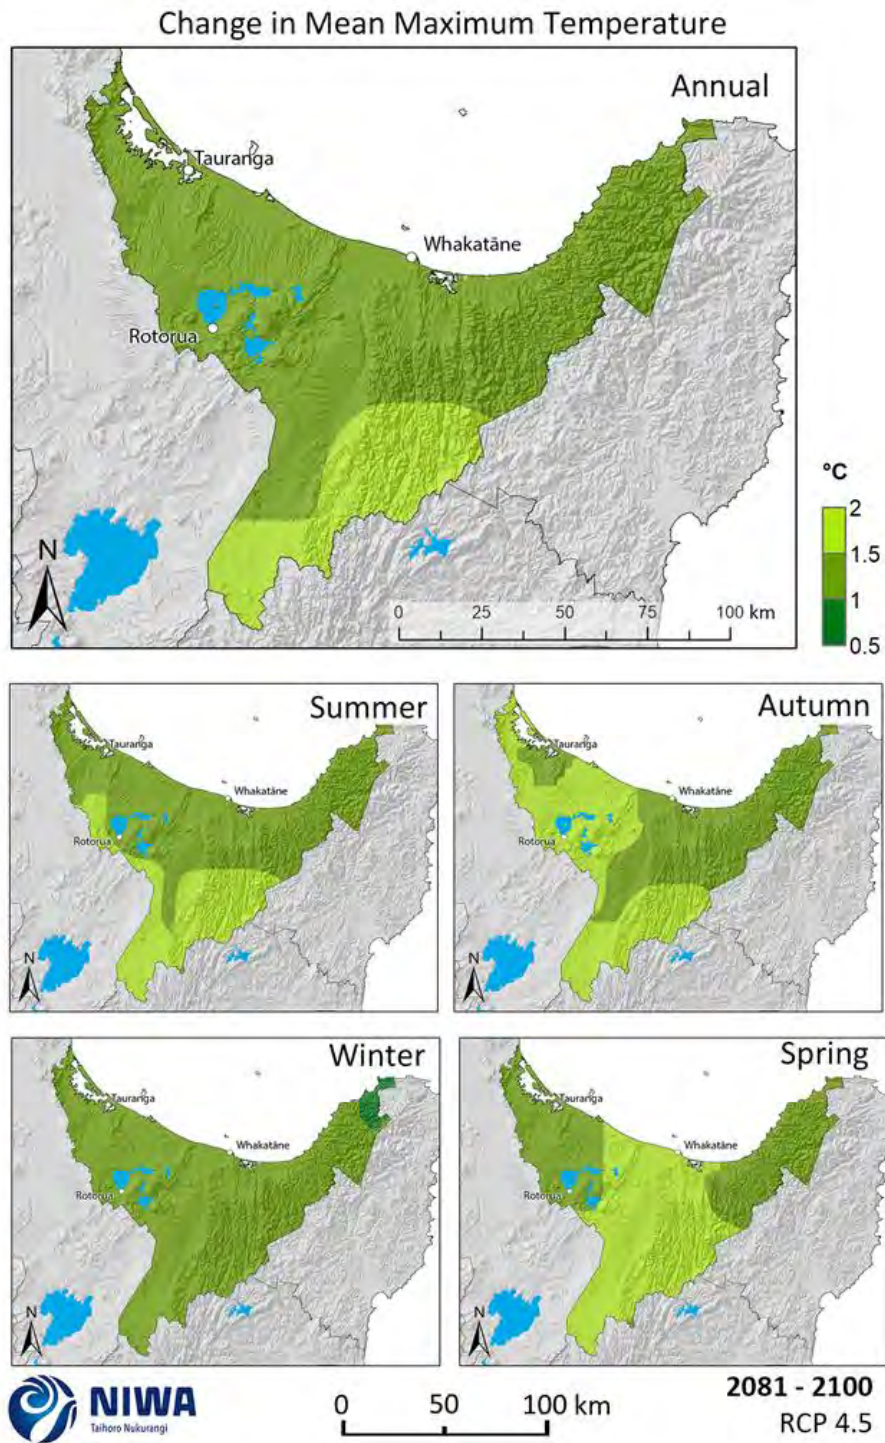 Change in Mean Maximum Temperature
Annual
Tauranga
Whakatāne
Rotorua
°C
2
1.5
1
0.5
N
0 25 50 75 100 km
Summer
Tauranga
Whakatāne
Rotorua
N
Autumn
Tauranga
Whakatāne
Rotorua
N
Winter
Tauranga
Whakatāne
Rotorua
N
Spring
Tauranga
Whakatāne
Rotorua
N
NIWA
Taihoro Nukurangi
0 50 100 km
2081 - 2100
RCP 4.5